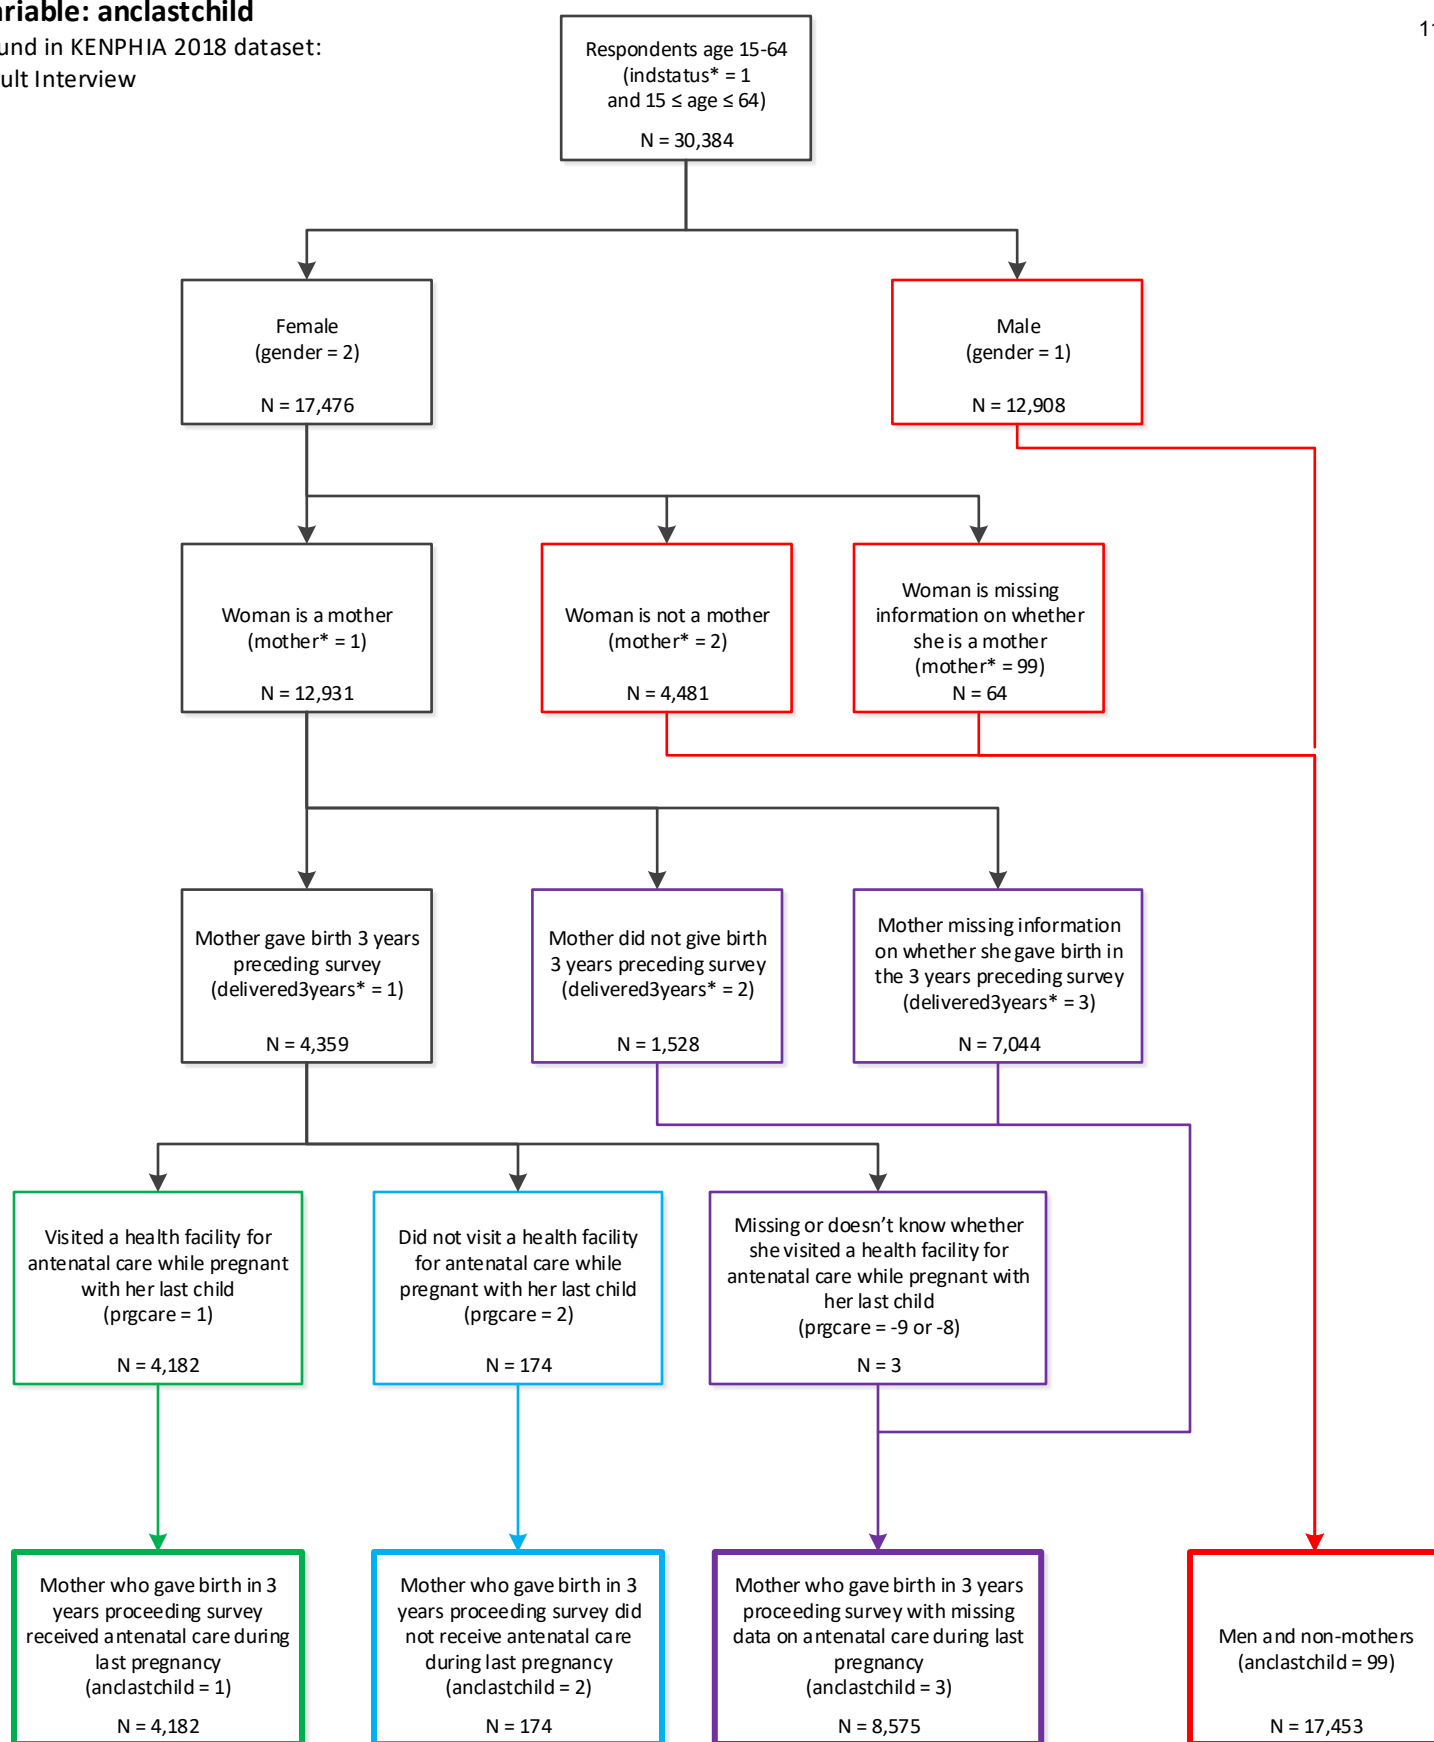 ariable: anclastchild
und in KENPHIA 2018 dataset:
ult Interview
11
Respondents age 15-64
(indstatus* = 1
and 15 ≤ age ≤ 64)
N = 30,384
Female
(gender = 2)
N = 17,476
Male
(gender = 1)
N = 12,908
Woman is a mother
(mother* = 1)
N = 12,931
Woman is not a mother
(mother* = 2)
N = 4,481
Woman is missing
information on whether
she is a mother
(mother* = 99)
N = 64
Mother gave birth 3 years
preceding survey
(delivered3years* = 1)
N = 4,359
Mother did not give birth
3 years preceding survey
(delivered3years* = 2)
N = 1,528
Mother missing information
on whether she gave birth in
the 3 years preceding survey
(delivered3years* = 3)
N = 7,044
Visited a health facility for
antenatal care while pregnant
with her last child
(prgcare = 1)
N = 4,182
Did not visit a health facility
for antenatal care while
pregnant with her last child
(prgcare = 2)
N = 174
Missing or doesn’t know whether
she visited a health facility for
antenatal care while pregnant with
her last child
(prgcare = -9 or -8)
N = 3
Mother who gave birth in 3
years proceeding survey
received antenatal care during
last pregnancy
(anclastchild = 1)
N = 4,182
Mother who gave birth in 3
years proceeding survey did
not receive antenatal care
during last pregnancy
(anclastchild = 2)
N = 174
Mother who gave birth in 3 years
proceeding survey with missing
data on antenatal care during last
pregnancy
(anclastchild = 3)
N = 8,575
Men and non-mothers
(anclastchild = 99)
N = 17,453